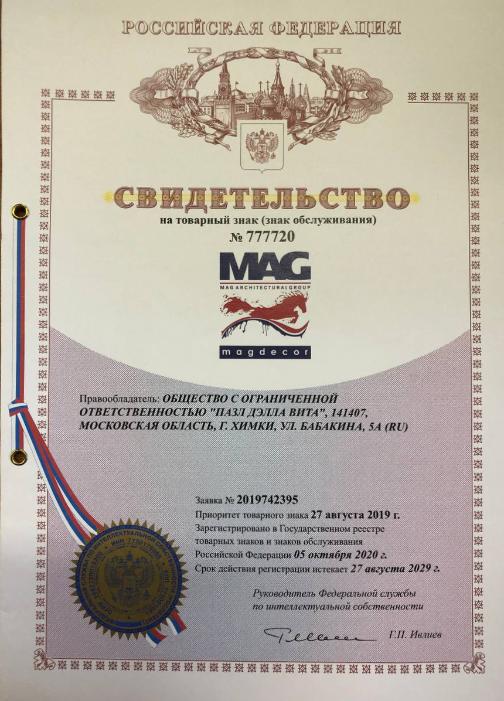 РОССИЙСКАЯ ФЕДЕРАЦИЯ
СВИДЕТЕЛЬСТВО
на товарный знак (знак обслуживания)
№ 777720
MAG
MAG ARCHITECTURAL GROUP
magdecor
Правообладатель: ОБЩЕСТВО С ОГРАНИЧЕННОЙ
ОТВЕТСТВЕННОСТЬЮ "ПАЗЛ ДЭЛЛА ВИТА", 141407,
МОСКОВСКАЯ ОБЛАСТЬ, Г. ХИМКИ, УЛ. БАБАКИНА, 5А (RU)
Заявка № 2019742395
Приоритет товарного знака 27 августа 2019 г.
Зарегистрировано в Государственном реестре
товарных знаков и знаков обслуживания
Российской Федерации 05 октября 2020 г.
Срок действия регистрации истекает 27 августа 2029 г.
Руководитель Федеральной службы
по интеллектуальной собственности
Г.П. Ивлиев